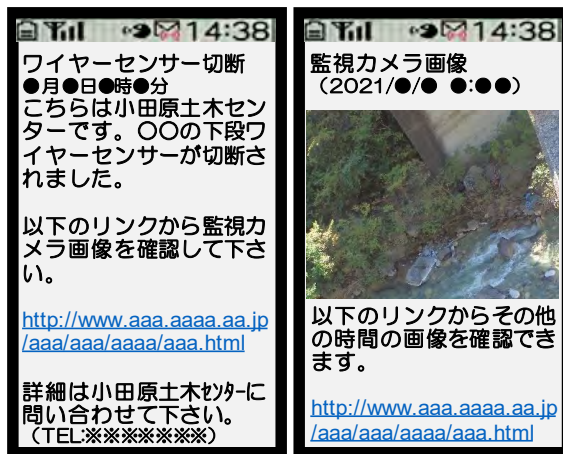 14:38
ワイヤーセンサー切断
●月●日●時●分
こちらは小田原土木セン
ターです。〇〇の下段ワ
イヤーセンサーが切断さ
れました。
以下のリンクから監視カ
メラ画像を確認して下さ
い。
http://www.aaa.aaaa.aa.jp
/aaa/aaa/aaaa/aaa.html
詳細は小田原土木ｾﾝﾀｰに
問い合わせて下さい。
（TEL:※※※※※※※）
14:38
監視カメラ画像
（2021/●/● ●:●●）
以下のリンクからその他
の時間の画像を確認でき
ます。
http://www.aaa.aaaa.aa.jp
/aaa/aaa/aaaa/aaa.html